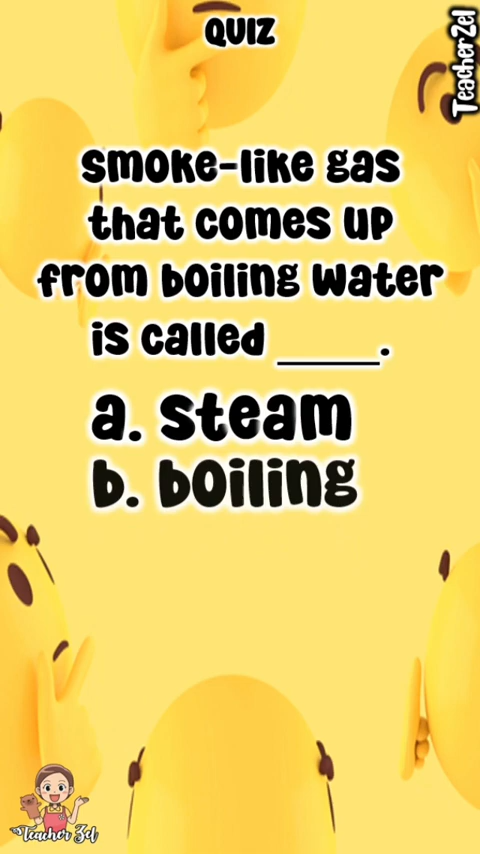 QUIZ
TeacherZel
smoke-like gas
that comes up
from boiling water
is called _____.
a. steam
b. boiling
Teacher Zel